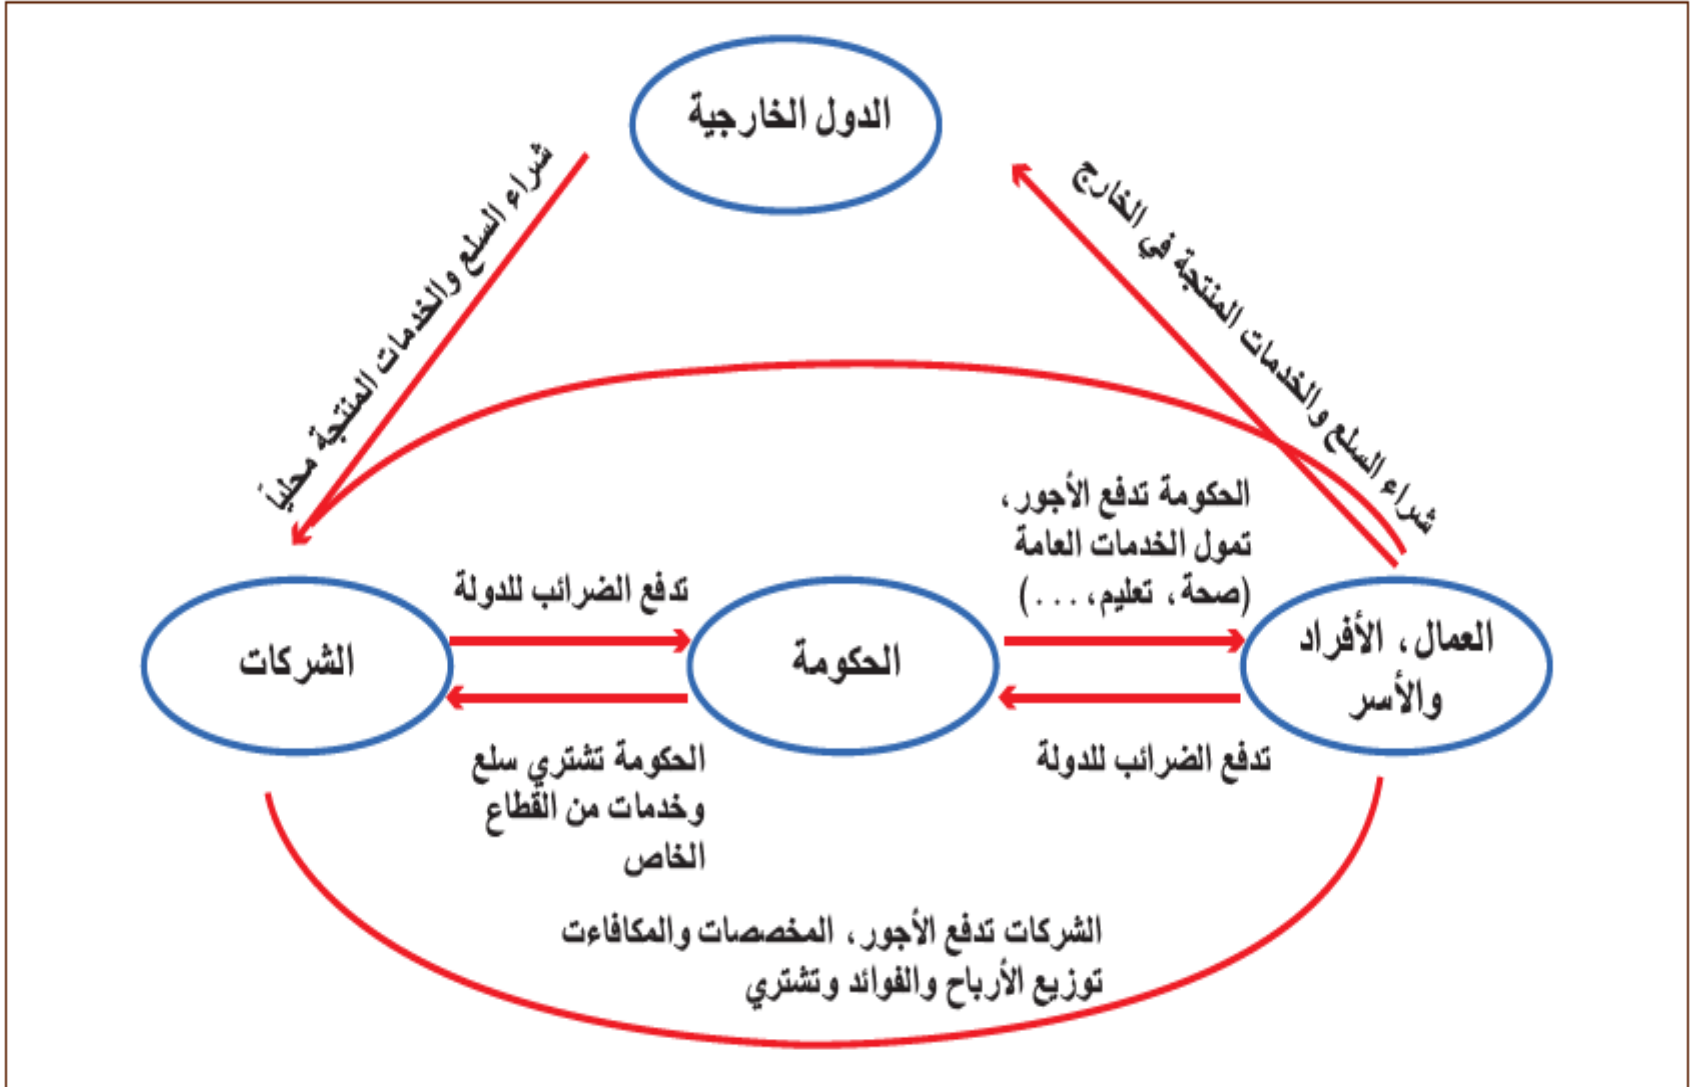 الدول الخارجية
شراء السلع والخدمات المنتجة في الخارج
شراء السلع والخدمات المنتجة محلياً
الحكومة تدفع الأجور،
تمول الخدمات العامة
(صحة، تعليم،...)
تدفع الضرائب للدولة
العمال، الأفراد
والأسر
الحكومة
الشركات
تدفع الضرائب للدولة
الحكومة تشتري سلع
وخدمات من القطاع
الخاص
الشركات تدفع الأجور، المخصصات والمكافاءت
توزيع الأرباح والفوائد وتشتري